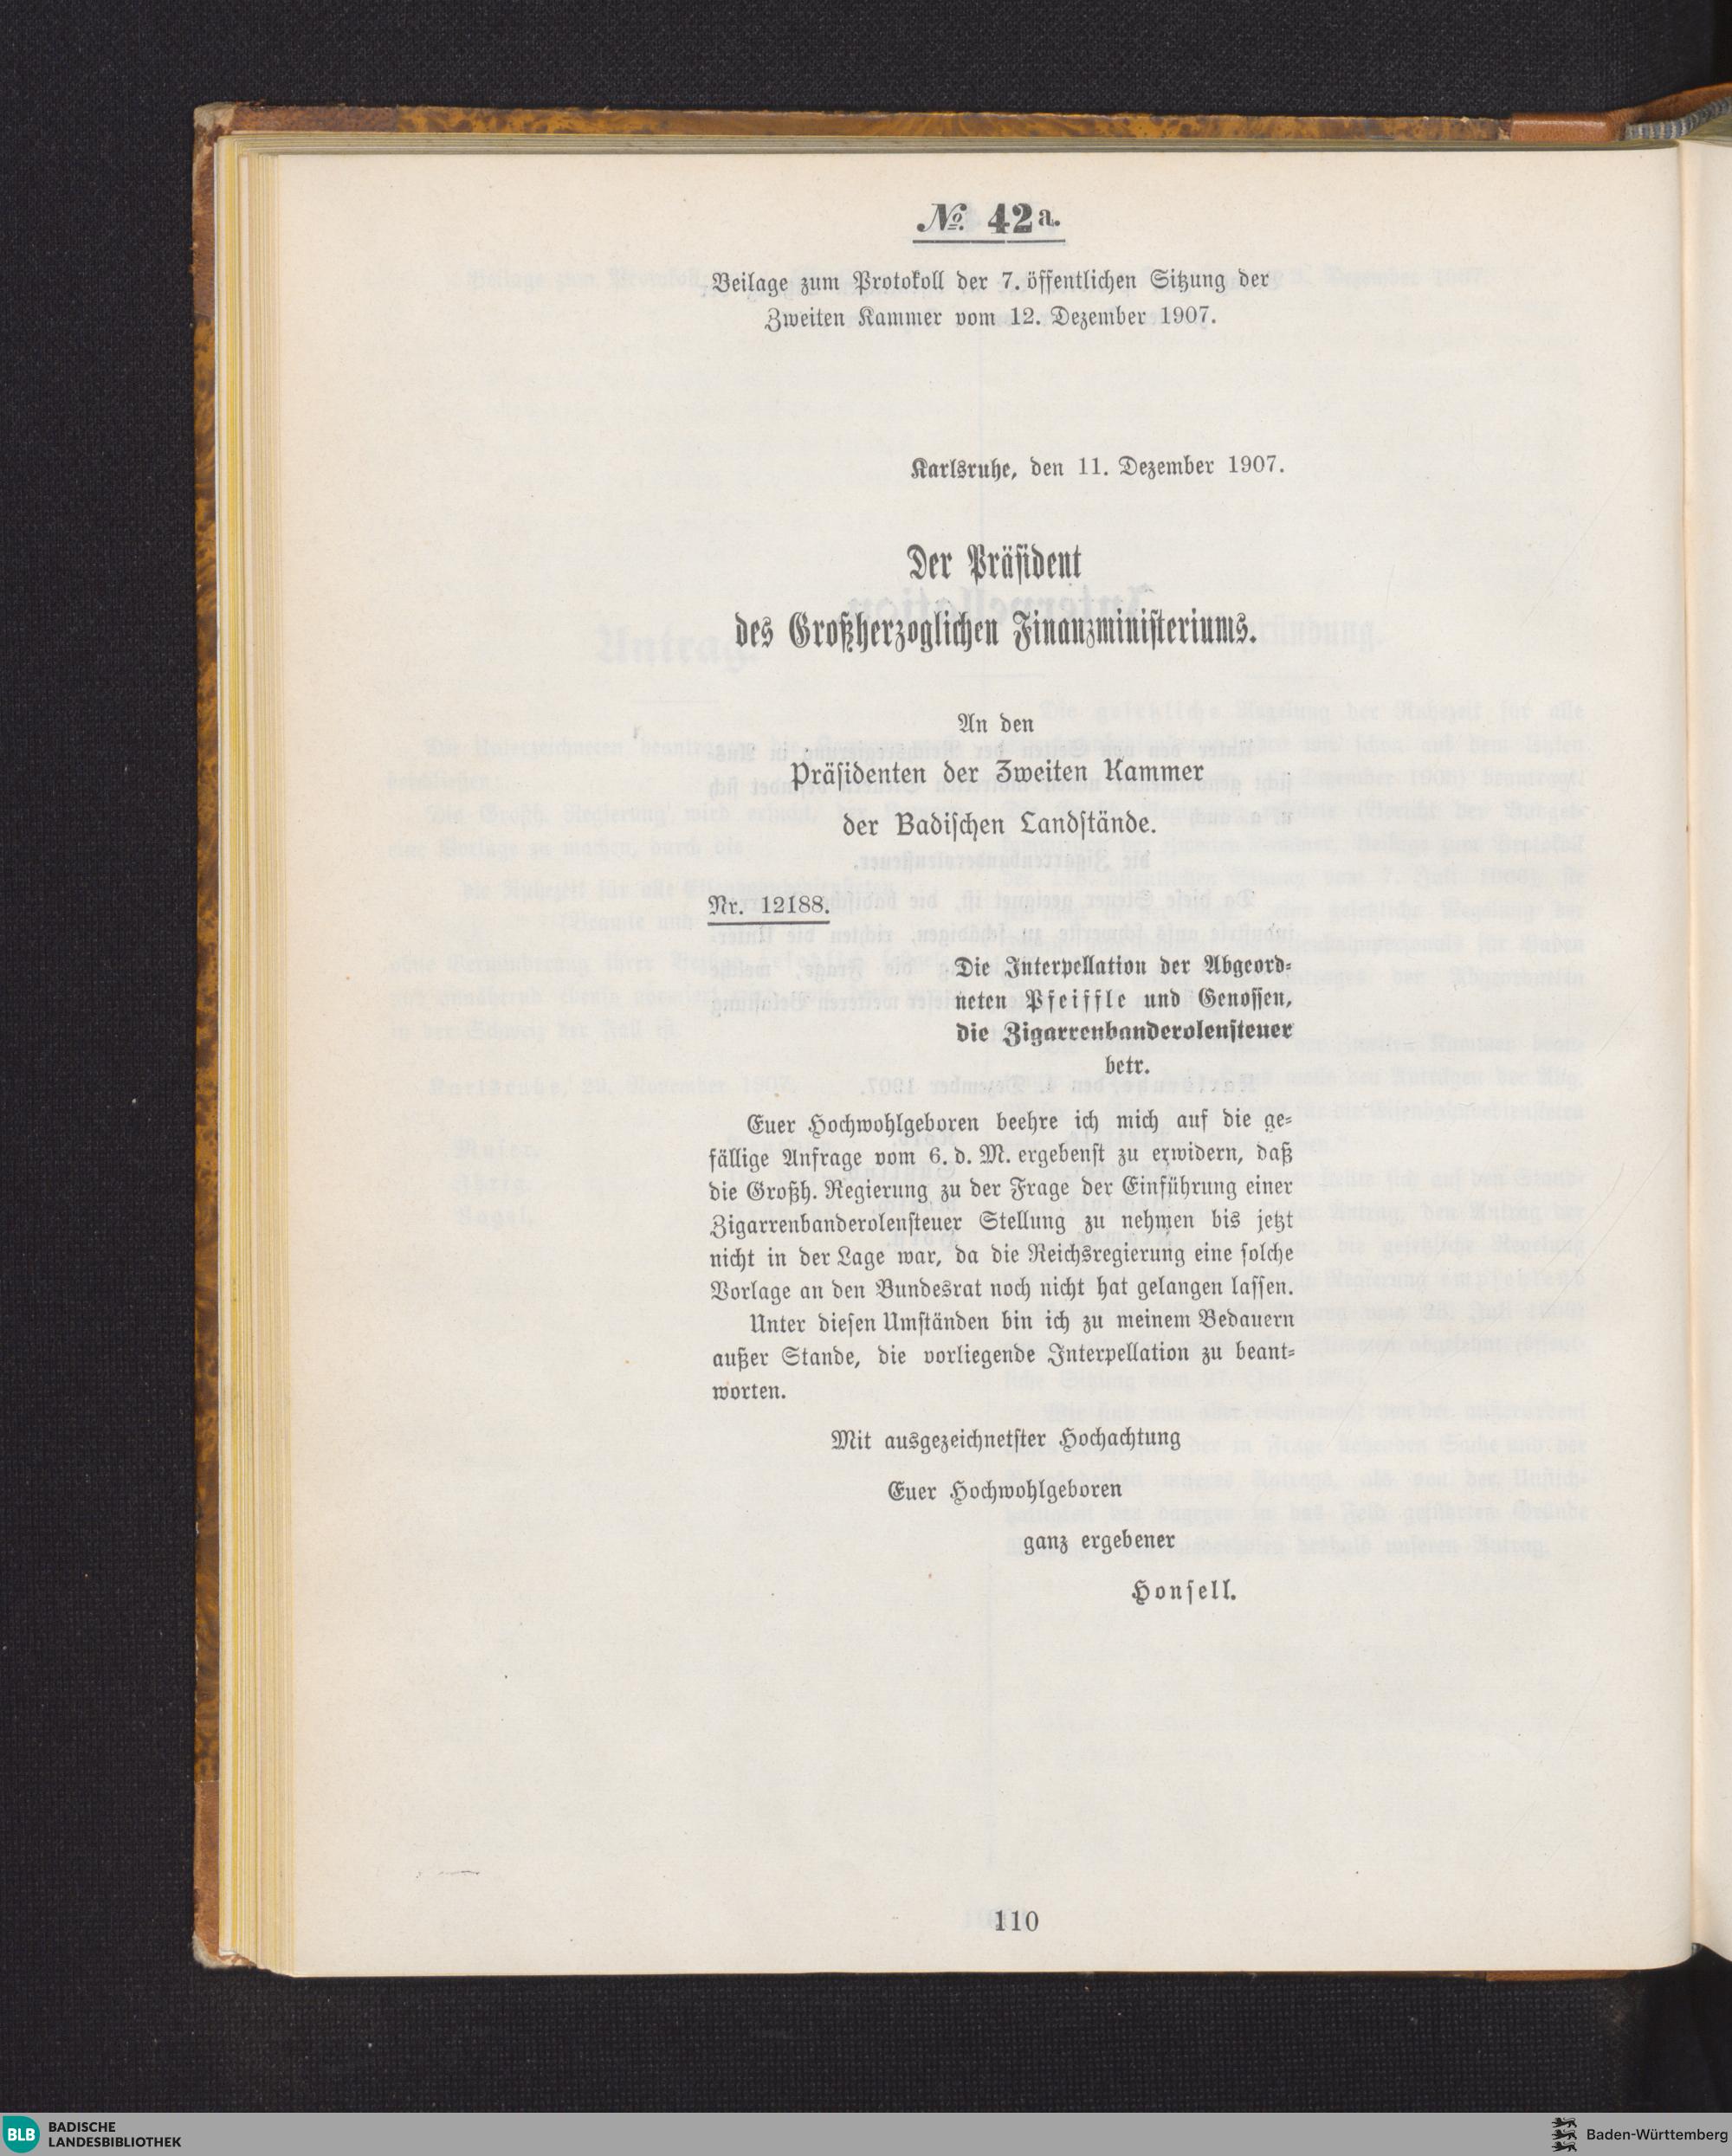 № 42a.
Beilage zum Protokoll der 7. öffentlichen Sitzung der
Zweiten Kammer vom 12. Dezember 1907.
Karlsruhe, den 11. Dezember 1907.
Der Präsident
des Großherzoglichen Finanzministeriums.
An den
Präsidenten der Zweiten Kammer
der Badischen Landstände.
Nr. 12188.
Die Interpellation der Abgeord-
neten Pfeiffle und Genossen,
die Zigarrenbanderolensteuer
betr.
Euer Hochwohlgeboren beehre ich mich auf die ge-
fällige Anfrage vom 6. d. M. ergebenst zu erwidern, daß
die Großh. Regierung zu der Frage der Einführung einer
Zigarrenbanderolensteuer Stellung zu nehmen bis jetzt
nicht in der Lage war, da die Reichsregierung eine solche
Vorlage an den Bundesrat noch nicht hat gelangen lassen.
Unter diesen Umständen bin ich zu meinem Bedauern
außer Stande, die vorliegende Interpellation zu beant-
worten.
Mit ausgezeichnetster Hochachtung
Euer Hochwohlgeboren
ganz ergebener
Honsell.
110
BLB BADISCHE
LANDESBIBLIOTHEK
Baden-Württemberg